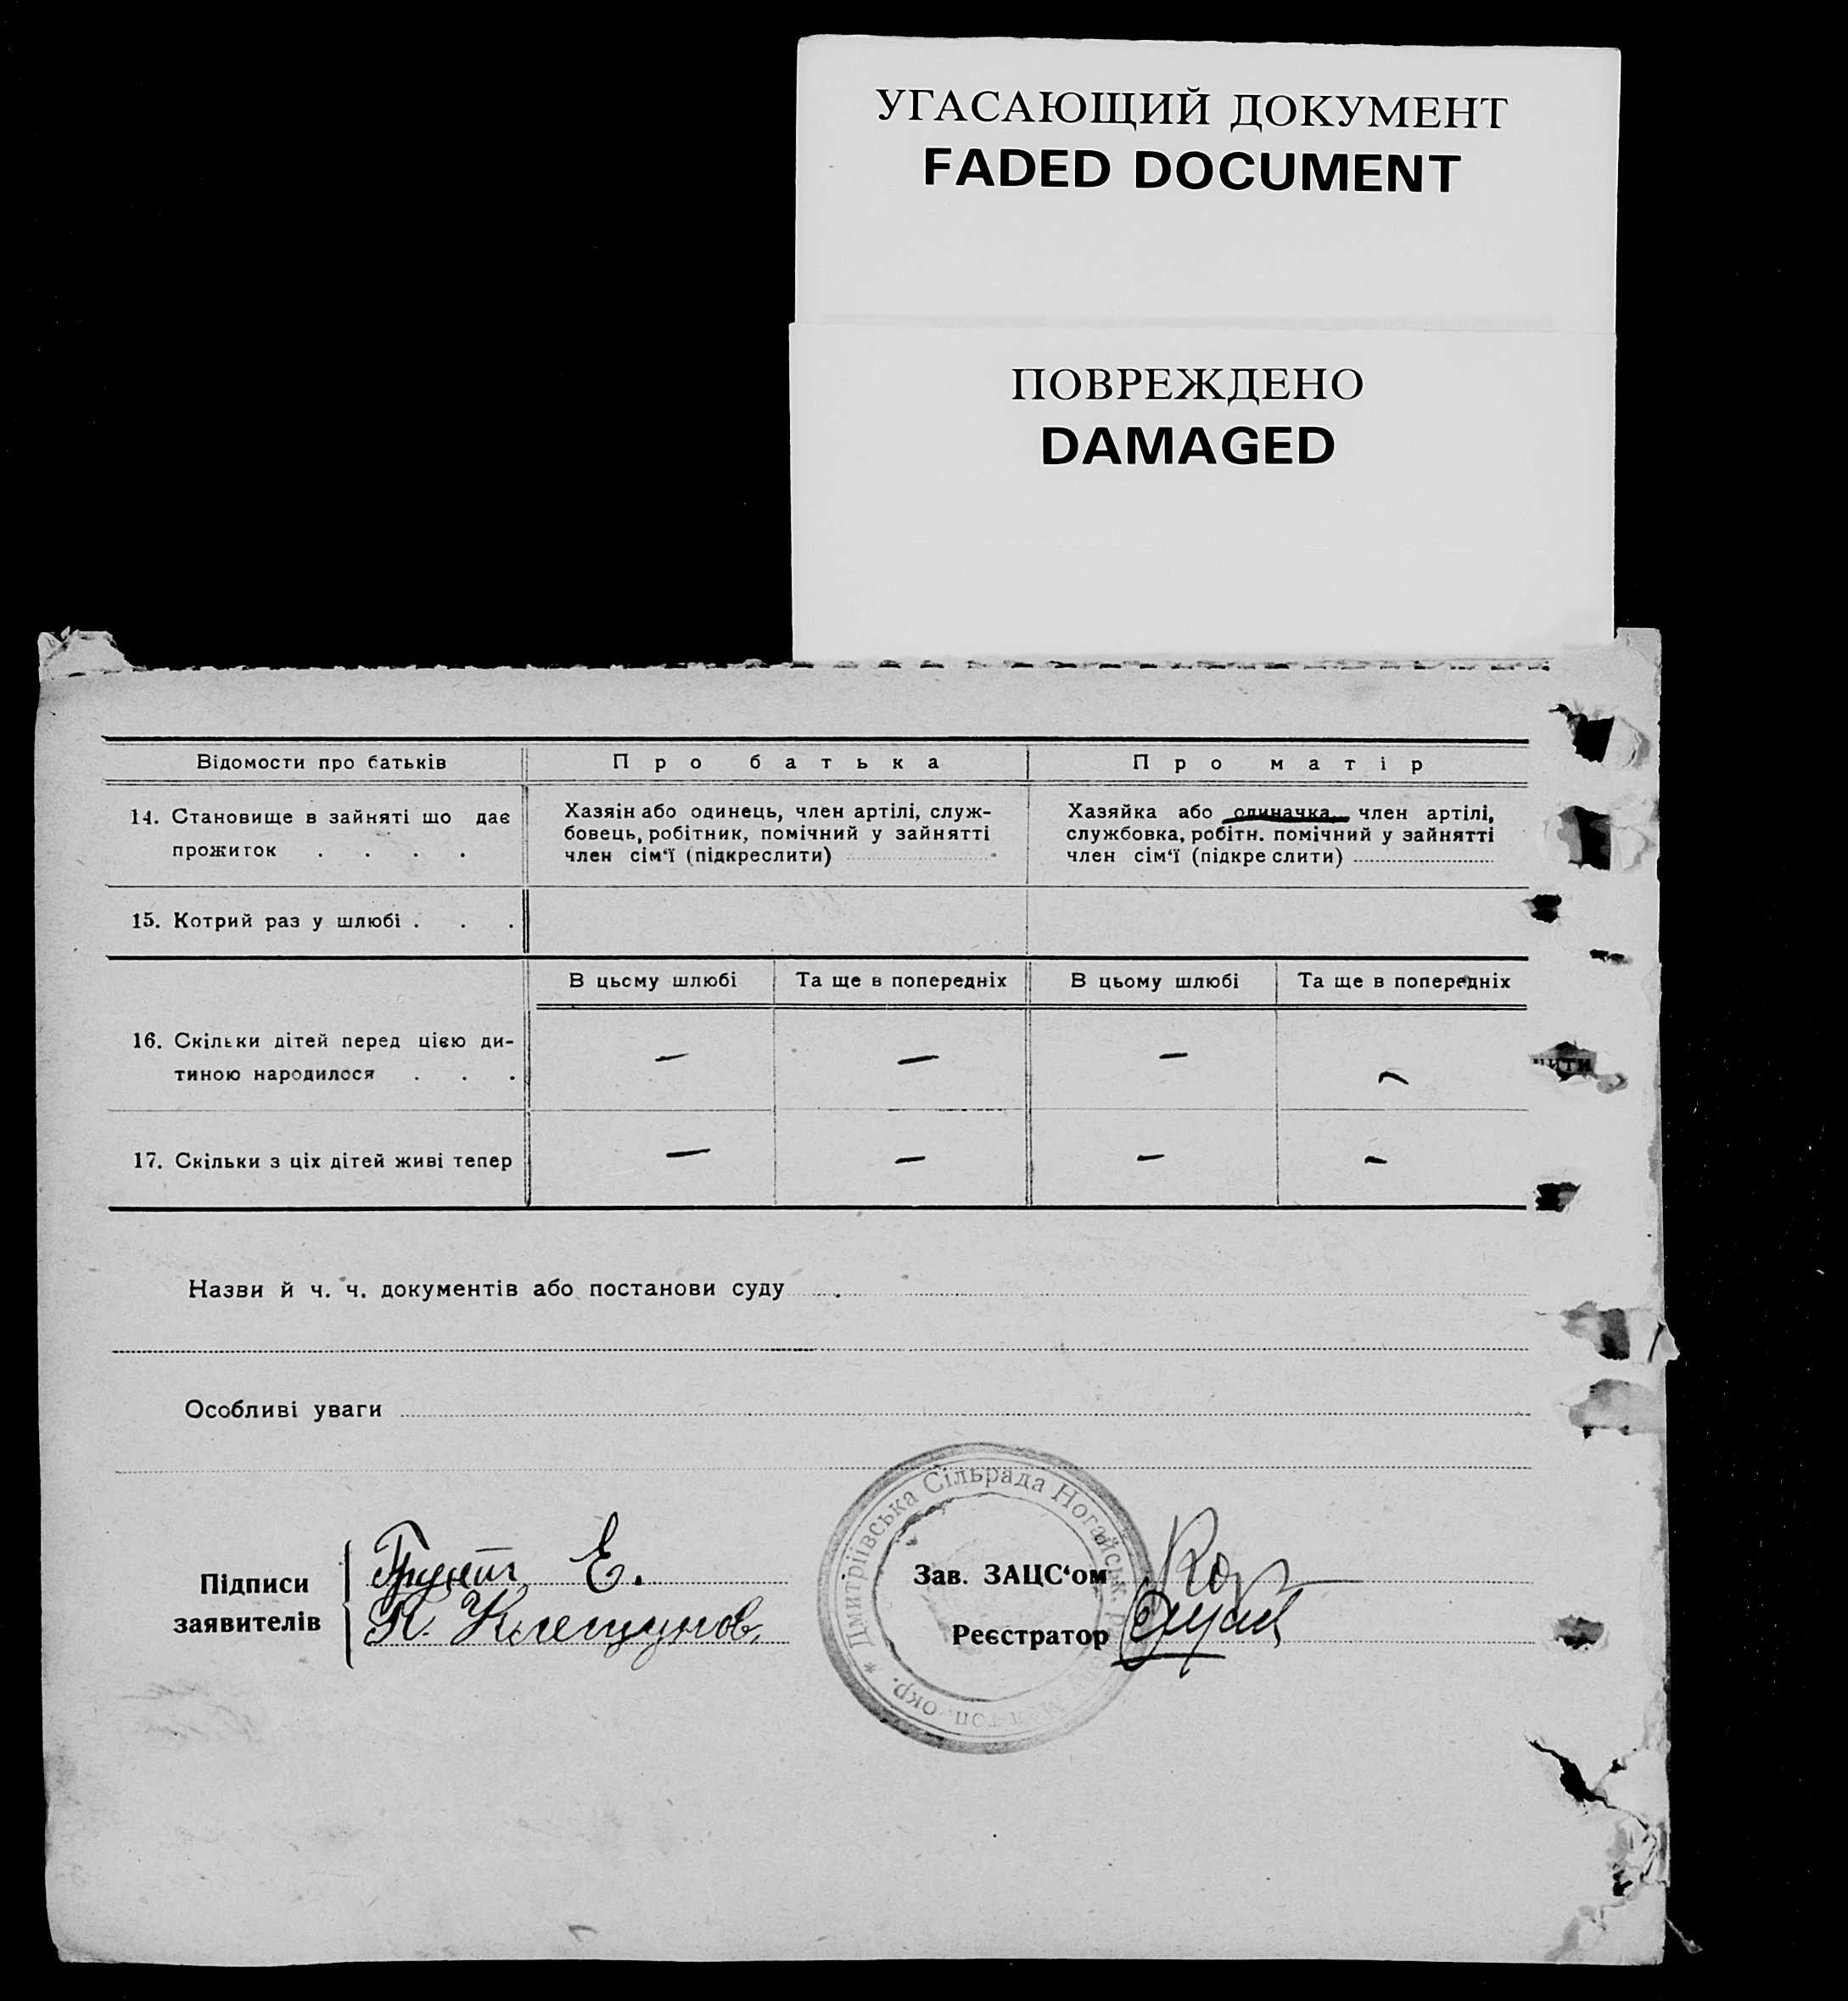 УГАСАЮЩИЙ ДОКУМЕНТ
FADED DOCUMENT
ПОВРЕЖДЕНО
DAMAGED
Відомости про батьків
Про батька
Про матір
14. Становище в зайняті що дає
прожиток . . . .
Хазяїн або одинець, член артілі, служ-
бовець, робітник, помічний у зайнятті
член сім‘ї (підкреслити)
Хазяйка або одиначка, член артілі,
службовка, робітн. помічний у зайнятті
член сім‘ї (підкреслити)
15. Котрий раз у шлюбі . . .
В цьому шлюбі
Та ще в попередніх
В цьому шлюбі
Та ще в попередніх
16. Скільки дітей перед цією ди-
тиною народилося . . .
— — — —
17. Скільки з ціх дітей живі тепер
— — — —
Назви й ч. ч. документів або постанови суду
Особливі уваги
Підписи
заявителів
Е.
К. Клещунов
Зав. ЗАЦС‘ом
Реєстратор
* Дмитріївська Сільрада Ногайськ. окр.